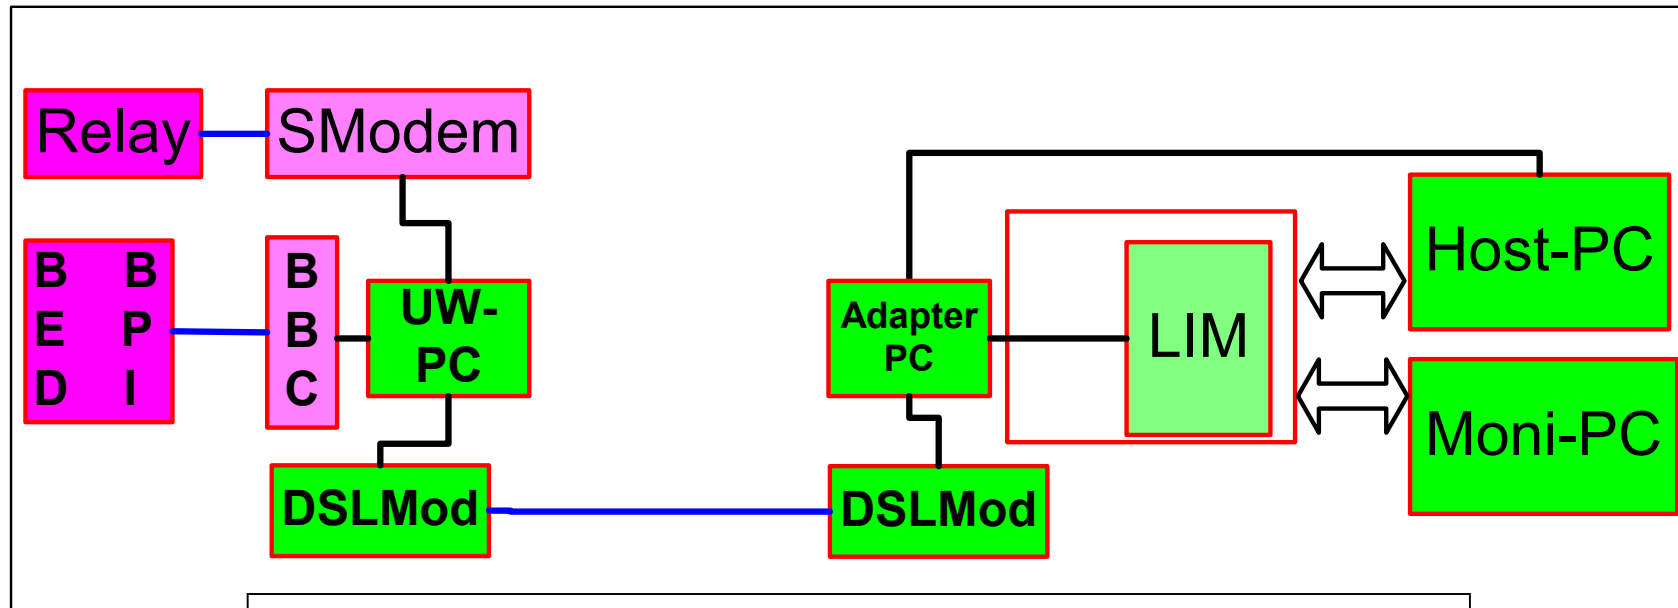 Relay
SModem
Host-PC
B B
E P
D I
B
B
C
UW-
PC
Adapter
PC
LIM
Moni-PC
DSLMod
DSLMod